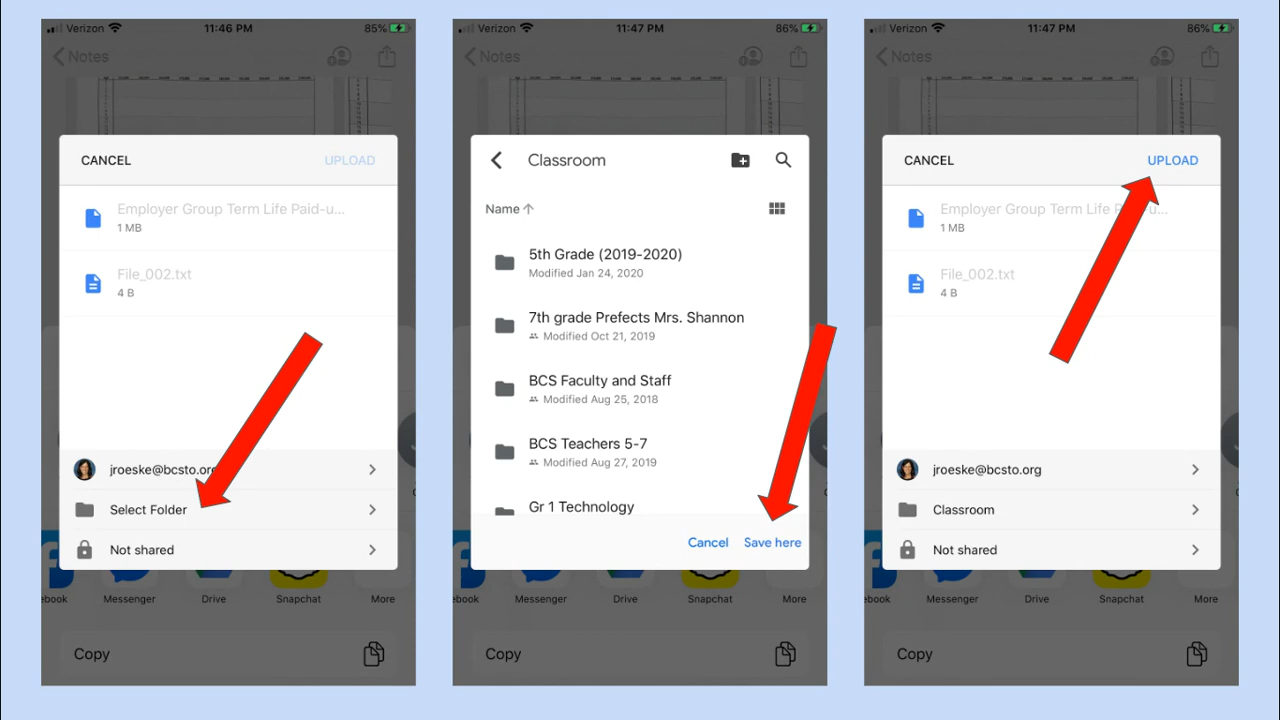 Verizon 11:46 PM 85%
Notes
CANCEL UPLOAD
Employer Group Term Life Paid-u...
1 MB
File_002.txt
4 B
jroeske@bcsto.org
Select Folder
Not shared
ebook Messenger Drive Snapchat More
Copy
Verizon 11:47 PM 86%
Notes
Classroom
Name
5th Grade (2019-2020)
Modified Jan 24, 2020
7th grade Prefects Mrs. Shannon
Modified Oct 21, 2019
BCS Faculty and Staff
Modified Aug 25, 2018
BCS Teachers 5-7
Modified Aug 27, 2019
Gr 1 Technology
Cancel Save here
ebook Messenger Drive Snapchat More
Copy
Verizon 11:47 PM 86%
Notes
CANCEL UPLOAD
Employer Group Term Life P u...
1 MB
File_002.txt
4 B
jroeske@bcsto.org
Classroom
Not shared
book Messenger Drive Snapchat More
Copy